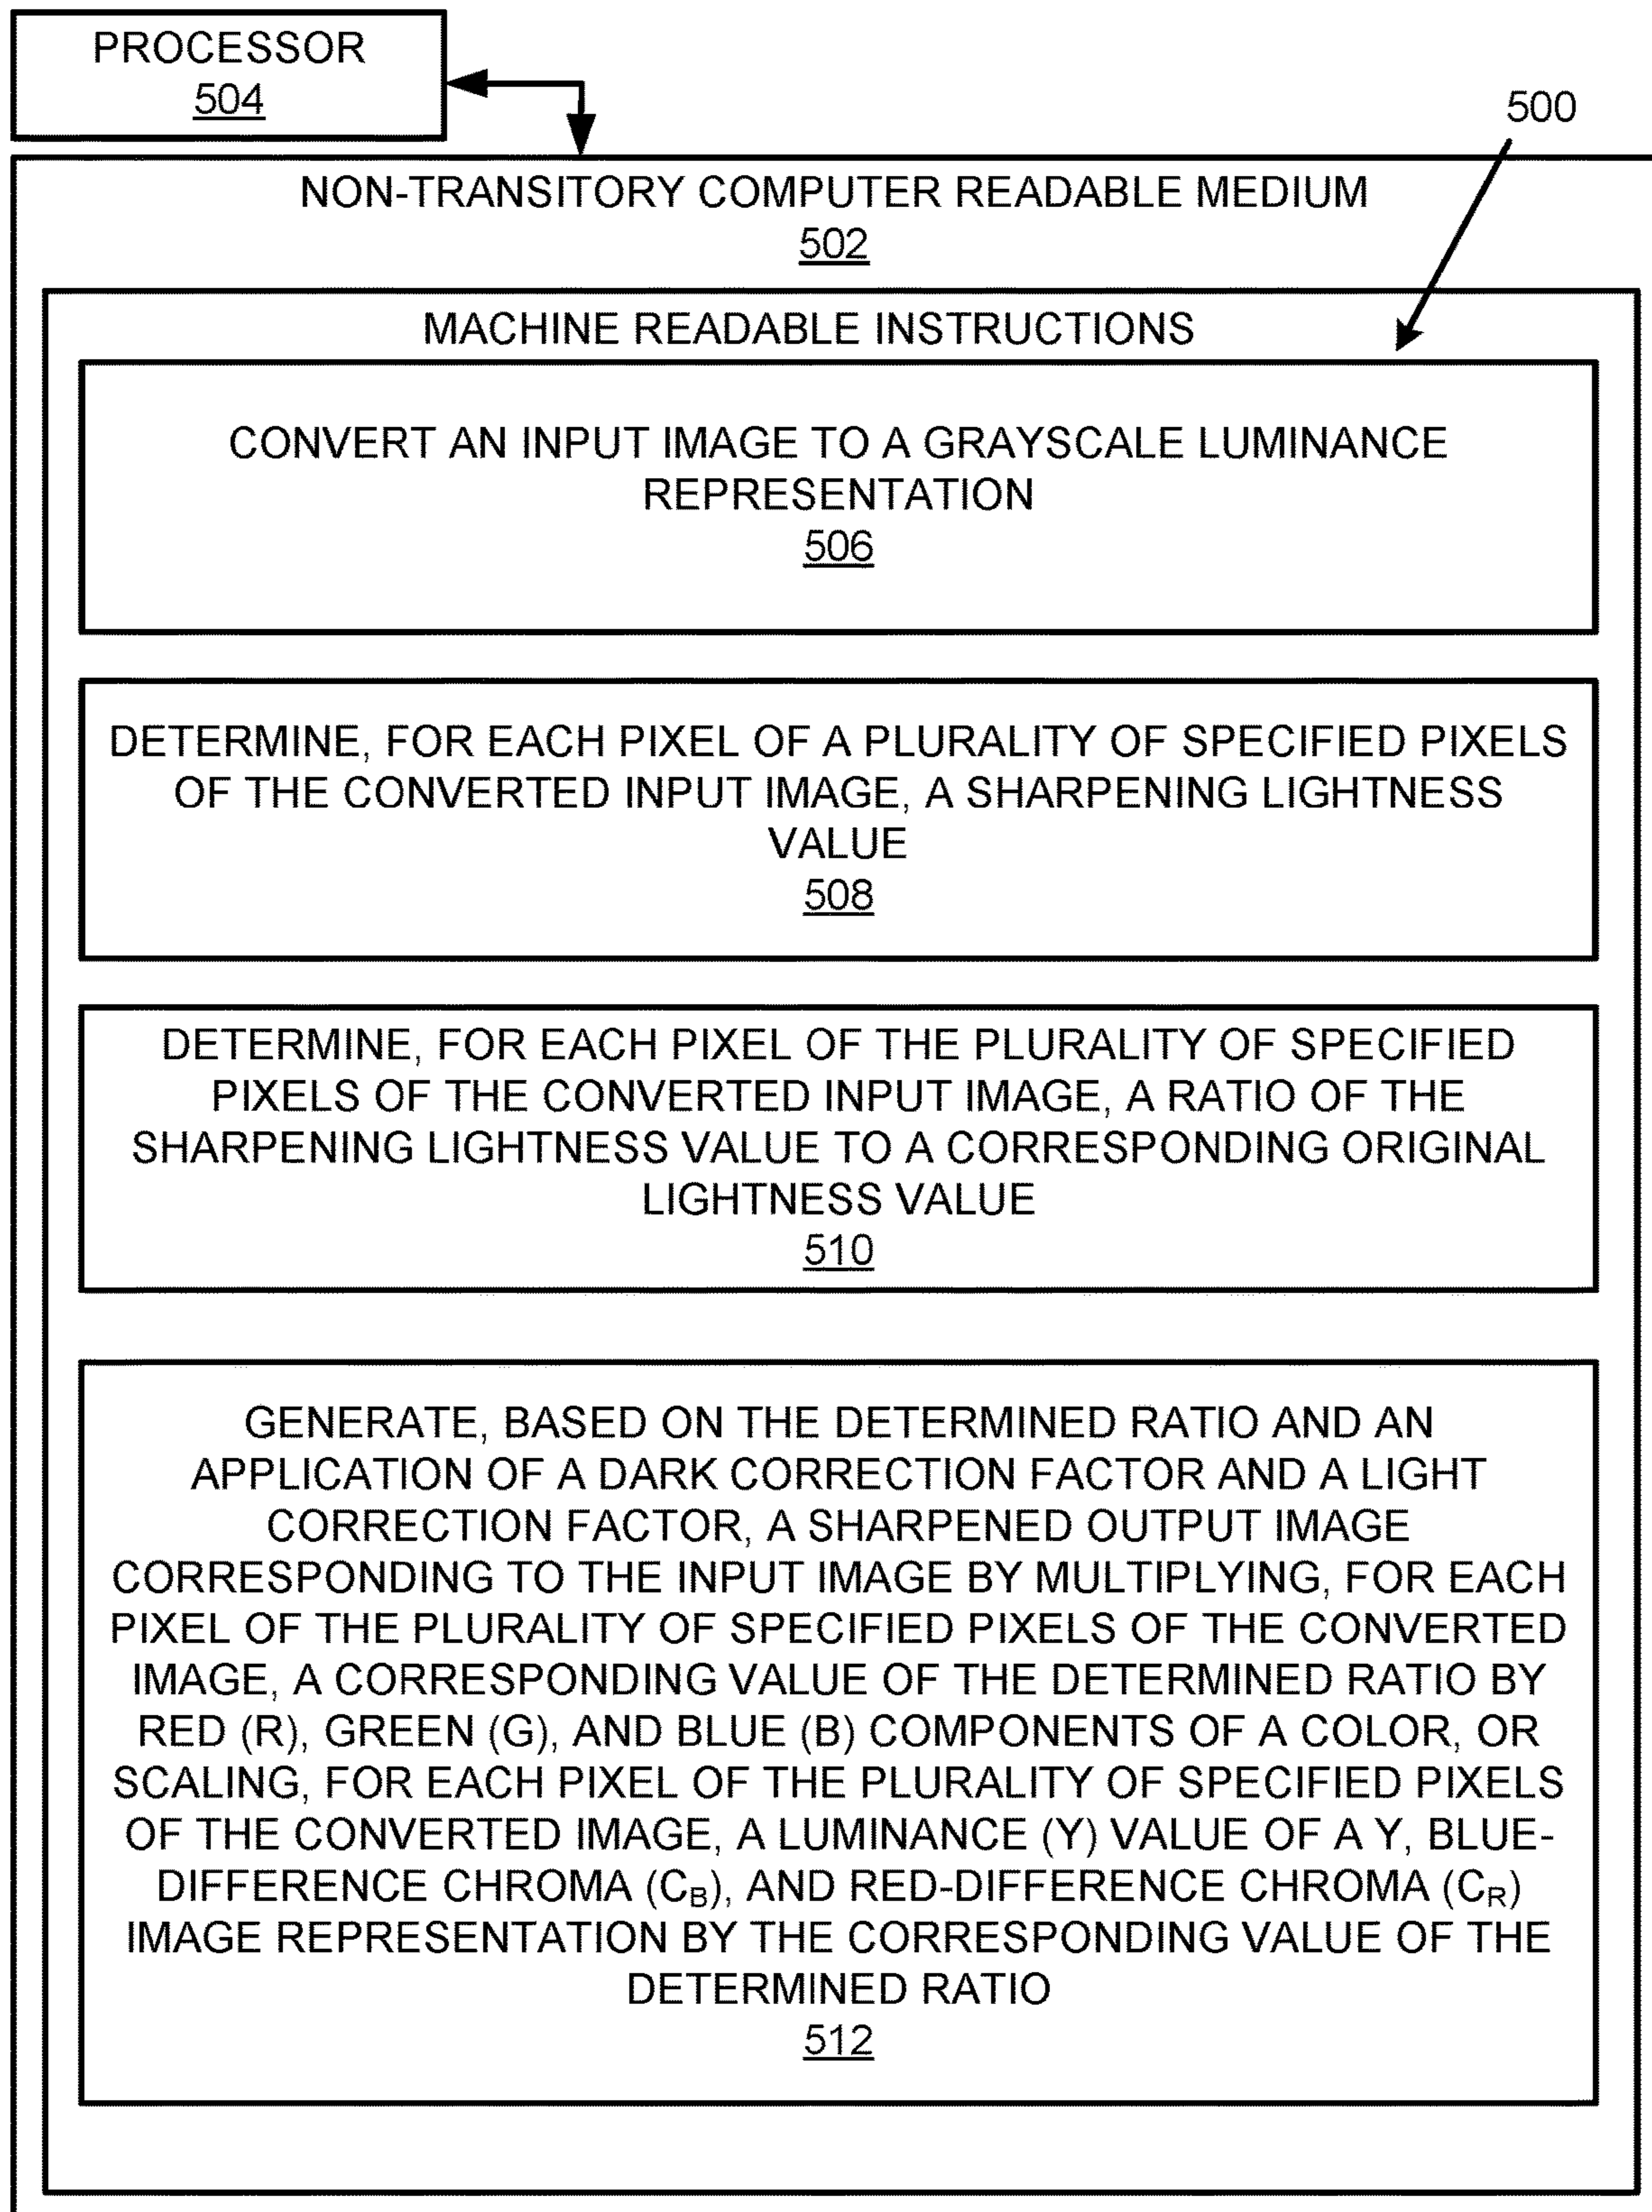 PROCESSOR
504
500
NON-TRANSITORY COMPUTER READABLE MEDIUM
502
MACHINE READABLE INSTRUCTIONS
CONVERT AN INPUT IMAGE TO A GRAYSCALE LUMINANCE
REPRESENTATION
506
DETERMINE, FOR EACH PIXEL OF A PLURALITY OF SPECIFIED PIXELS
OF THE CONVERTED INPUT IMAGE, A SHARPENING LIGHTNESS
VALUE
508
DETERMINE, FOR EACH PIXEL OF THE PLURALITY OF SPECIFIED
PIXELS OF THE CONVERTED INPUT IMAGE, A RATIO OF THE
SHARPENING LIGHTNESS VALUE TO A CORRESPONDING ORIGINAL
LIGHTNESS VALUE
510
GENERATE, BASED ON THE DETERMINED RATIO AND AN
APPLICATION OF A DARK CORRECTION FACTOR AND A LIGHT
CORRECTION FACTOR, A SHARPENED OUTPUT IMAGE
CORRESPONDING TO THE INPUT IMAGE BY MULTIPLYING, FOR EACH
PIXEL OF THE PLURALITY OF SPECIFIED PIXELS OF THE CONVERTED
IMAGE, A CORRESPONDING VALUE OF THE DETERMINED RATIO BY
RED (R), GREEN (G), AND BLUE (B) COMPONENTS OF A COLOR, OR
SCALING, FOR EACH PIXEL OF THE PLURALITY OF SPECIFIED PIXELS
OF THE CONVERTED IMAGE, A LUMINANCE (Y) VALUE OF A Y, BLUE-
DIFFERENCE CHROMA (C_B), AND RED-DIFFERENCE CHROMA (C_R)
IMAGE REPRESENTATION BY THE CORRESPONDING VALUE OF THE
DETERMINED RATIO
512